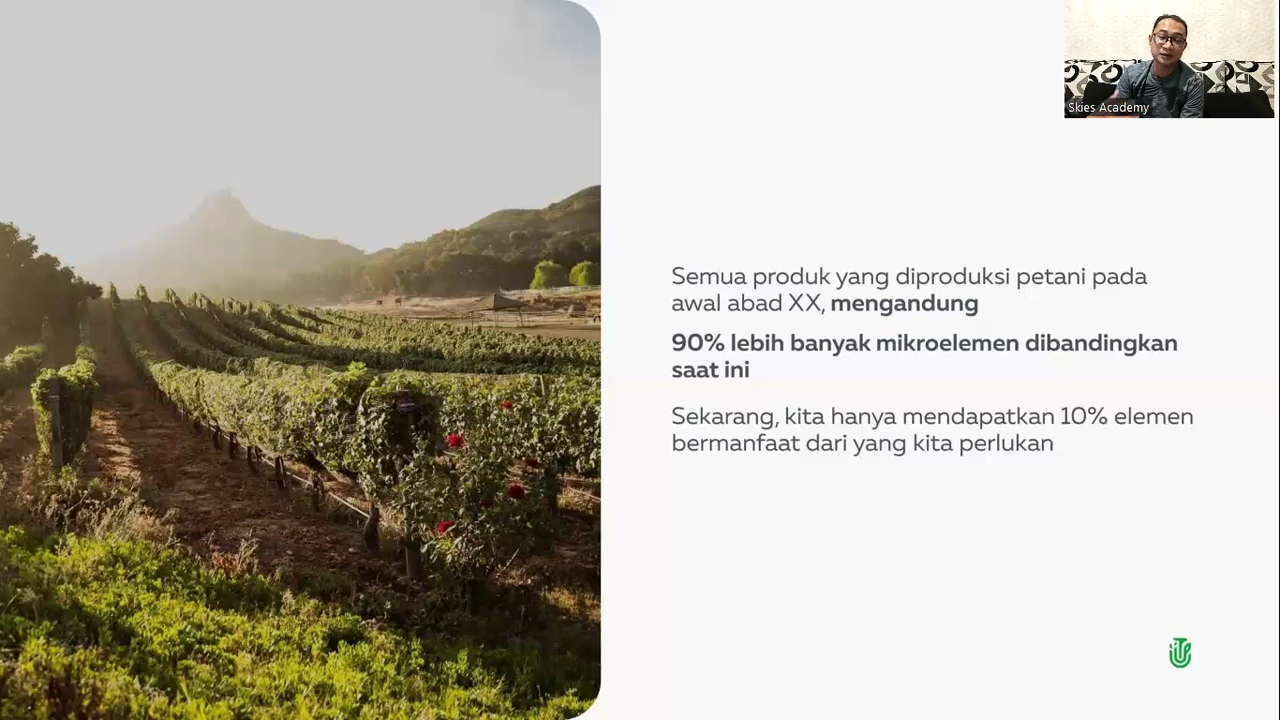 Skies Academy
Semua produk yang diproduksi petani pada
awal abad XX, mengandung
90% lebih banyak mikroelemen dibandingkan
saat ini
Sekarang, kita hanya mendapatkan 10% elemen
bermanfaat dari yang kita perlukan